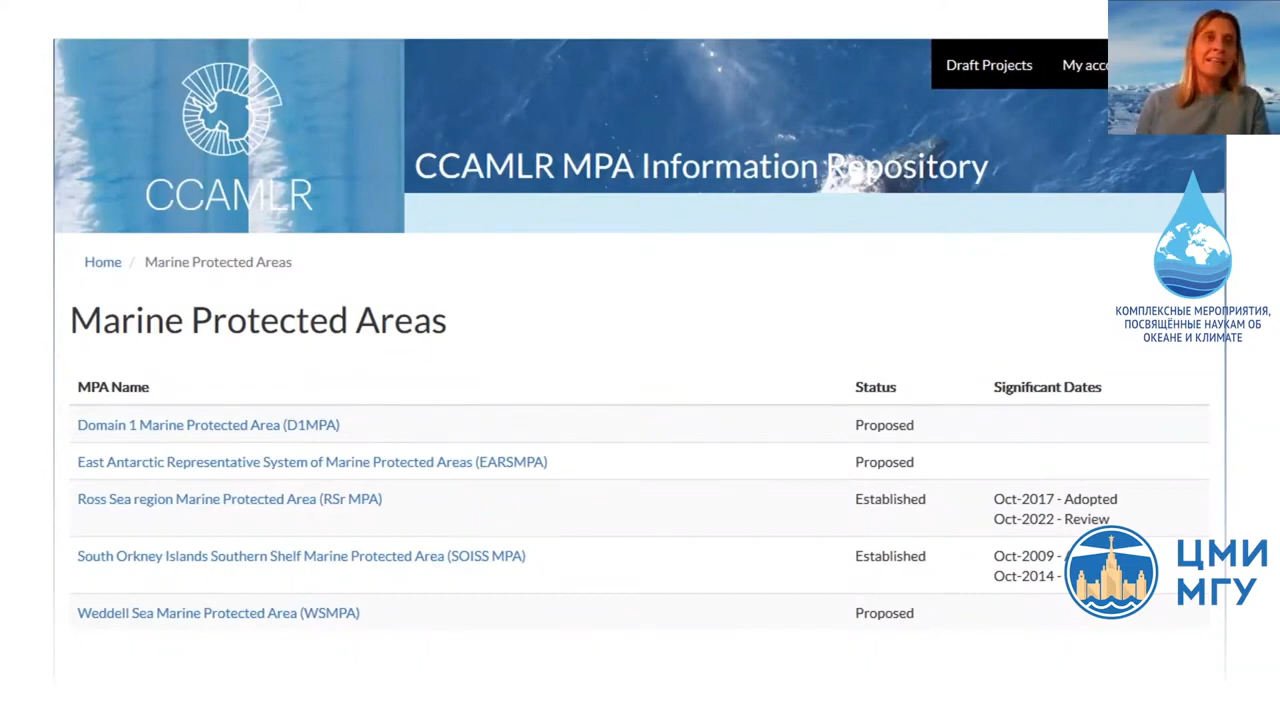 Draft Projects My acc
CCAMLR MPA Information Repository
CCAMLR
Home / Marine Protected Areas
КОМПЛЕКСНЫЕ МЕРОПРИЯТИЯ,
ПОСВЯЩЁННЫЕ НАУКАМ ОБ
ОКЕАНЕ И КЛИМАТЕ
Marine Protected Areas
MPA Name Status Significant Dates
Domain 1 Marine Protected Area (D1MPA) Proposed
East Antarctic Representative System of Marine Protected Areas (EARSMPA) Proposed
Ross Sea region Marine Protected Area (RSr MPA) Established Oct-2017 - Adopted
Oct-2022 - Review
South Orkney Islands Southern Shelf Marine Protected Area (SOISS MPA) Established Oct-2009 -
Oct-2014 -
ЦМИ
МГУ
Weddell Sea Marine Protected Area (WSMPA) Proposed